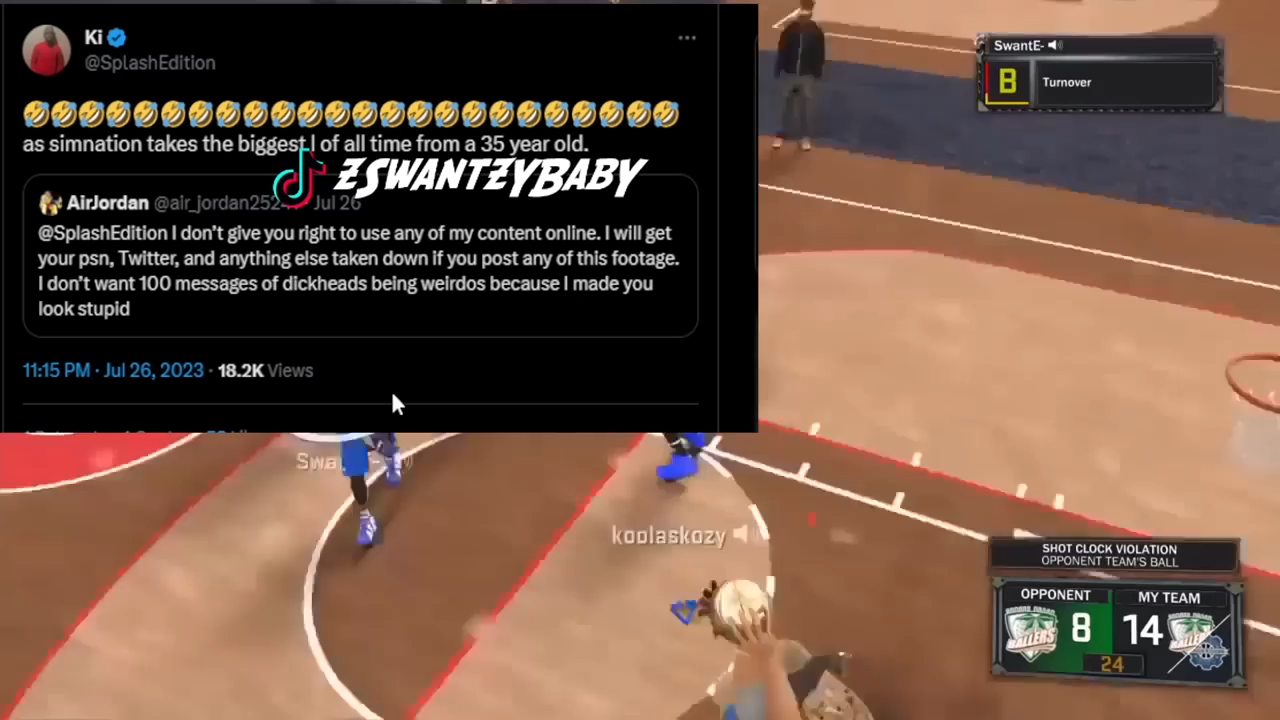 Ki
@SplashEdition
🤣🤣🤣🤣🤣🤣🤣🤣🤣🤣🤣🤣🤣🤣🤣🤣🤣🤣🤣🤣🤣🤣🤣🤣
as simnation takes the biggest l of all time from a 35 year old.
ZSWANTZYBABY
AirJordan @air_jordan252 Jul 26
@SplashEdition I don't give you right to use any of my content online. I will get
your psn, Twitter, and anything else taken down if you post any of this footage.
I don't want 100 messages of dickheads being weirdos because I made you
look stupid
11:15 PM · Jul 26, 2023 · 18.2K Views
SwantE-
B
Turnover
Swa
koolaskozy
SHOT CLOCK VIOLATION
OPPONENT TEAM'S BALL
OPPONENT
MY TEAM
BALLERS
8
14
24